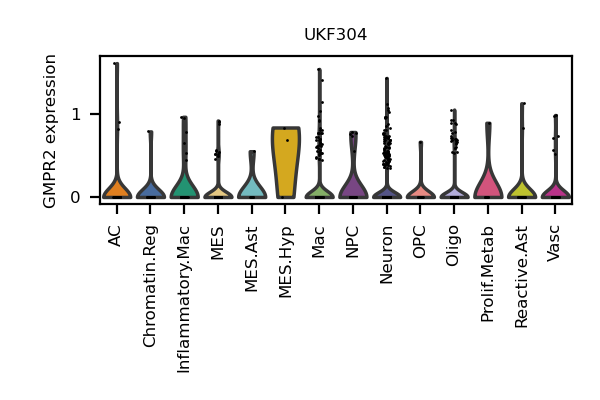 UKF304
GMPR2 expression
1
0
AC
Chromatin.Reg
Inflammatory.Mac
MES
MES.Ast
MES.Hyp
Mac
NPC
Neuron
OPC
Oligo
Prolif.Metab
Reactive.Ast
Vasc